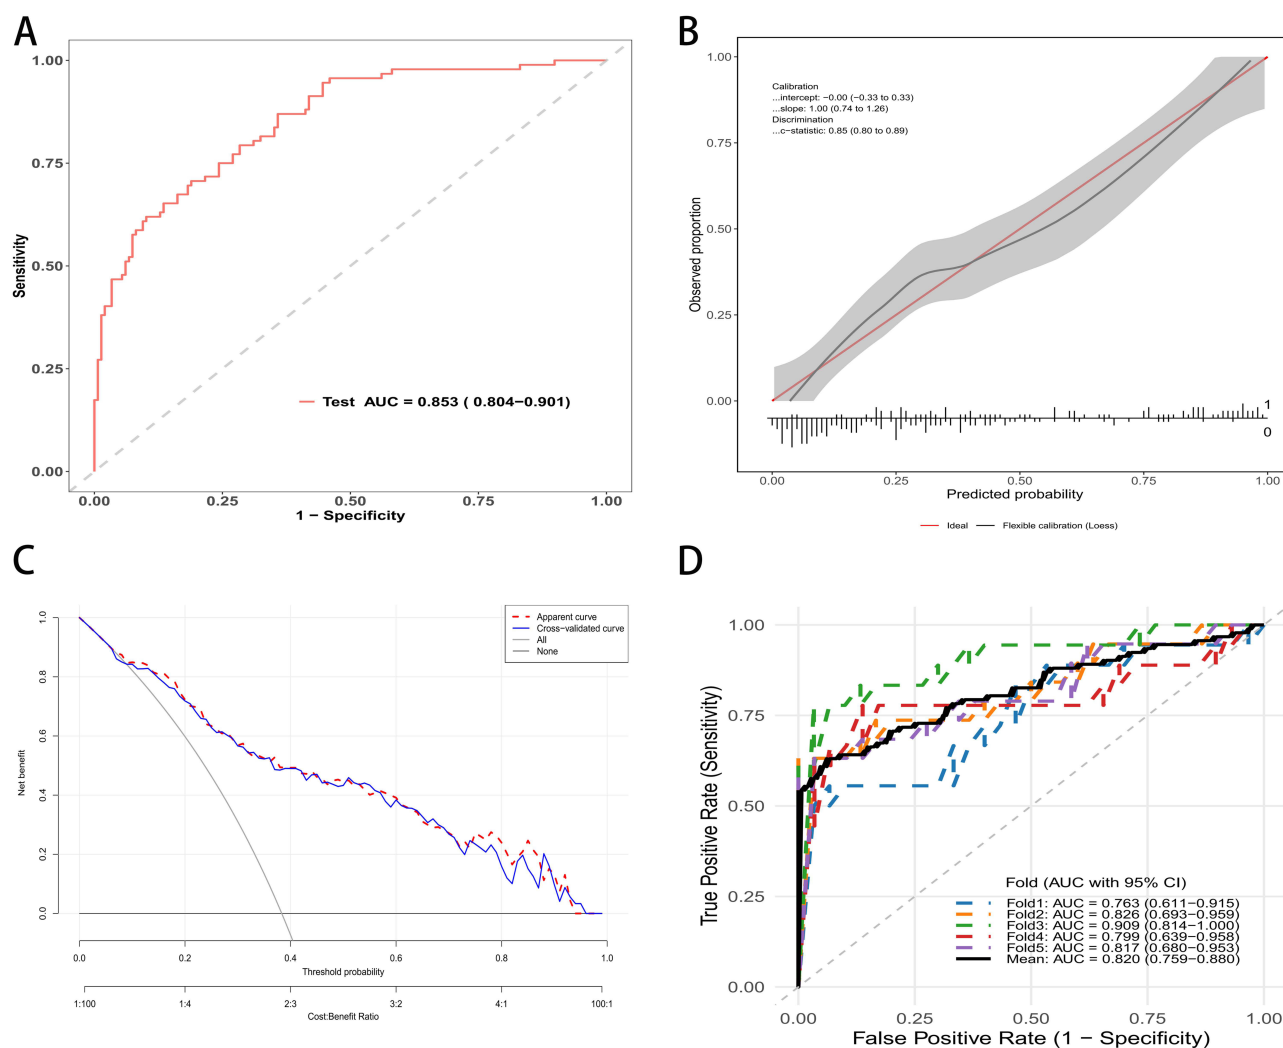 A
1.00
0.75
0.50
0.25
0.00
Sensitivity
Test AUC = 0.853 ( 0.804−0.901)
0.00 0.25 0.50 0.75 1.00
1 − Specificity
B
1.00
0.75
0.50
0.25
0.00
Observed proportion
Calibration
...intercept: −0.00 (−0.33 to 0.33)
...slope: 1.00 (0.74 to 1.26)
Discrimination
...c−statistic: 0.85 (0.80 to 0.89)
1
0
0.00 0.25 0.50 0.75 1.00
Predicted probability
Ideal Flexible calibration (Loess)
C
1.0
0.8
0.6
0.4
0.2
0.0
Net benefit
Apparent curve
Cross−validated curve
All
None
0.0 0.2 0.4 0.6 0.8 1.0
Threshold probability
1:100 1:4 2:3 3:2 4:1 100:1
Cost:Benefit Ratio
D
1.00
0.75
0.50
0.25
0.00
True Positive Rate (Sensitivity)
Fold (AUC with 95% CI)
Fold1: AUC = 0.763 (0.611−0.915)
Fold2: AUC = 0.826 (0.693−0.959)
Fold3: AUC = 0.909 (0.814−1.000)
Fold4: AUC = 0.799 (0.639−0.958)
Fold5: AUC = 0.817 (0.680−0.953)
Mean: AUC = 0.820 (0.759−0.880)
0.00 0.25 0.50 0.75 1.00
False Positive Rate (1 − Specificity)